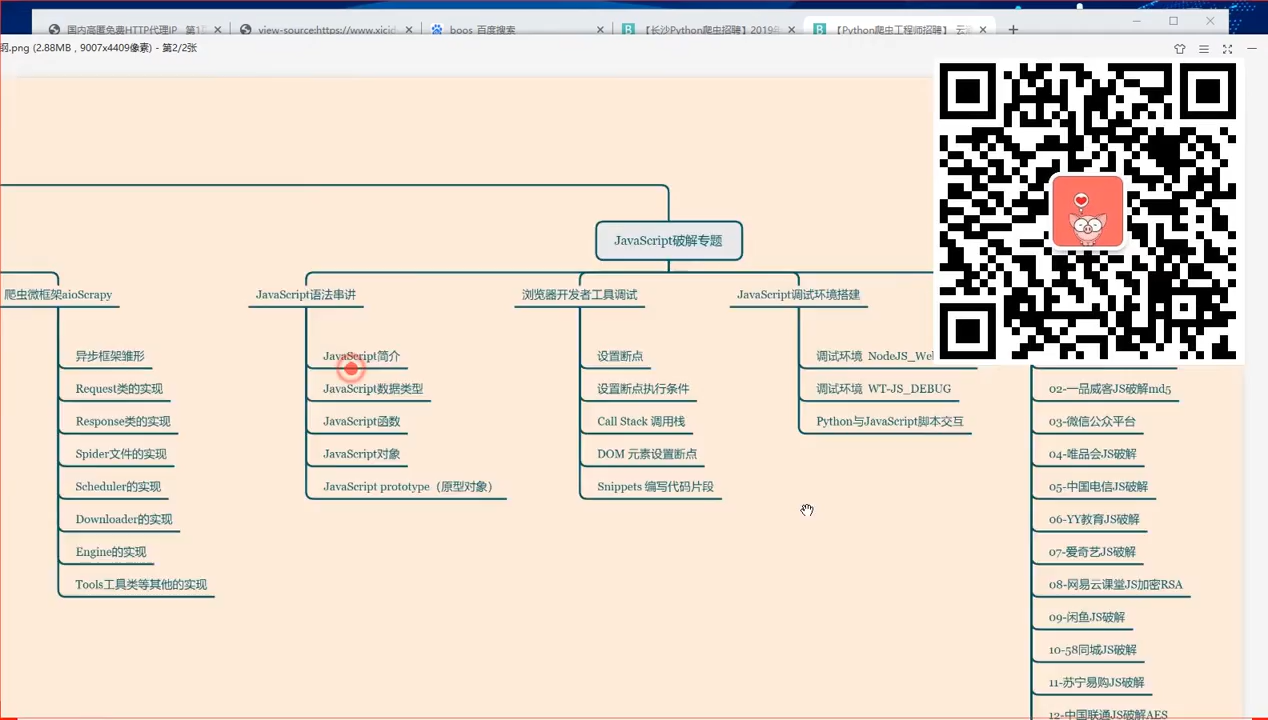 国内高匿免费HTTP代理IP_第1页
view-source:https://www.xicid
boos_百度搜索
【长沙Python爬虫招聘】2019年
【Python爬虫工程师招聘】_云
.png (2.88MB , 9007x4409像素) - 第2/2张
JavaScript破解专题
爬虫微框架aioScrapy
异步框架雏形
Request类的实现
Response类的实现
Spider文件的实现
Scheduler的实现
Downloader的实现
Engine的实现
Tools工具类等其他的实现
JavaScript语法串讲
JavaScript简介
JavaScript数据类型
JavaScript函数
JavaScript对象
JavaScript prototype（原型对象）
浏览器开发者工具调试
设置断点
设置断点执行条件
Call Stack 调用栈
DOM 元素设置断点
Snippets 编写代码片段
JavaScript调试环境搭建
调试环境 NodeJS_Web
调试环境 WT-JS_DEBUG
Python与JavaScript脚本交互
02-一品威客JS破解md5
03-微信公众平台
04-唯品会JS破解
05-中国电信JS破解
06-YY教育JS破解
07-爱奇艺JS破解
08-网易云课堂JS加密RSA
09-闲鱼JS破解
10-58同城JS破解
11-苏宁易购JS破解
12-中国联通JS破解AES